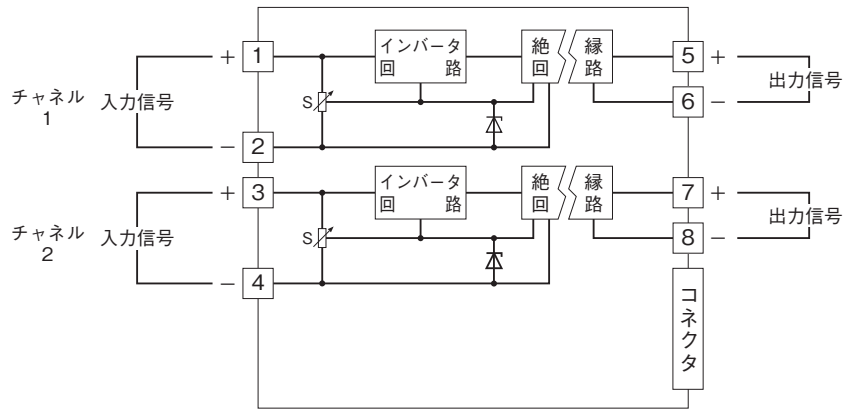 チャネル
1
入力信号
+ 1
- 2
S
インバータ
回 路
絶 縁
回 路
5 +
6 -
出力信号
チャネル
2
入力信号
+ 3
- 4
S
インバータ
回 路
絶 縁
回 路
7 +
8 -
出力信号
コネクタ